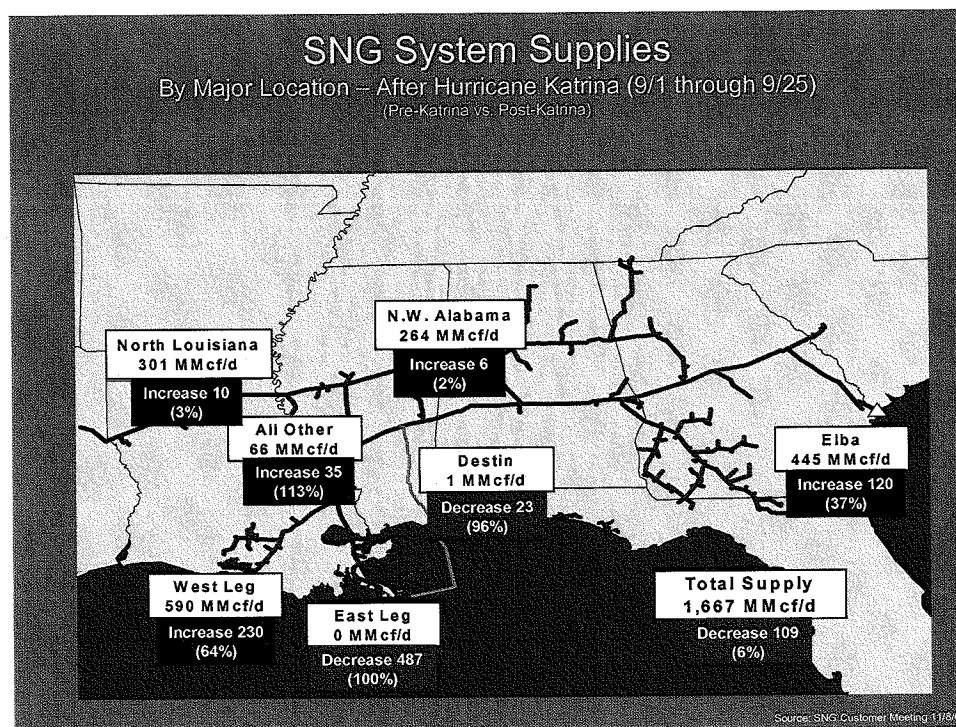 SNG System Supplies
By Major Location – After Hurricane Katrina (9/1 through 9/25)
(Pre-Katrina vs. Post-Katrina)
N.W. Alabama
264 MMcf/d
Increase 6
(2%)
North Louisiana
301 MMcf/d
Increase 10
(3%)
All Other
66 MMcf/d
Increase 35
(113%)
Destin
1 MMcf/d
Decrease 23
(96%)
Elba
445 MMcf/d
Increase 120
(37%)
West Leg
590 MMcf/d
Increase 230
(64%)
East Leg
0 MMcf/d
Decrease 487
(100%)
Total Supply
1,667 MMcf/d
Decrease 109
(6%)
Source: SNG Customer Meeting 11/8/